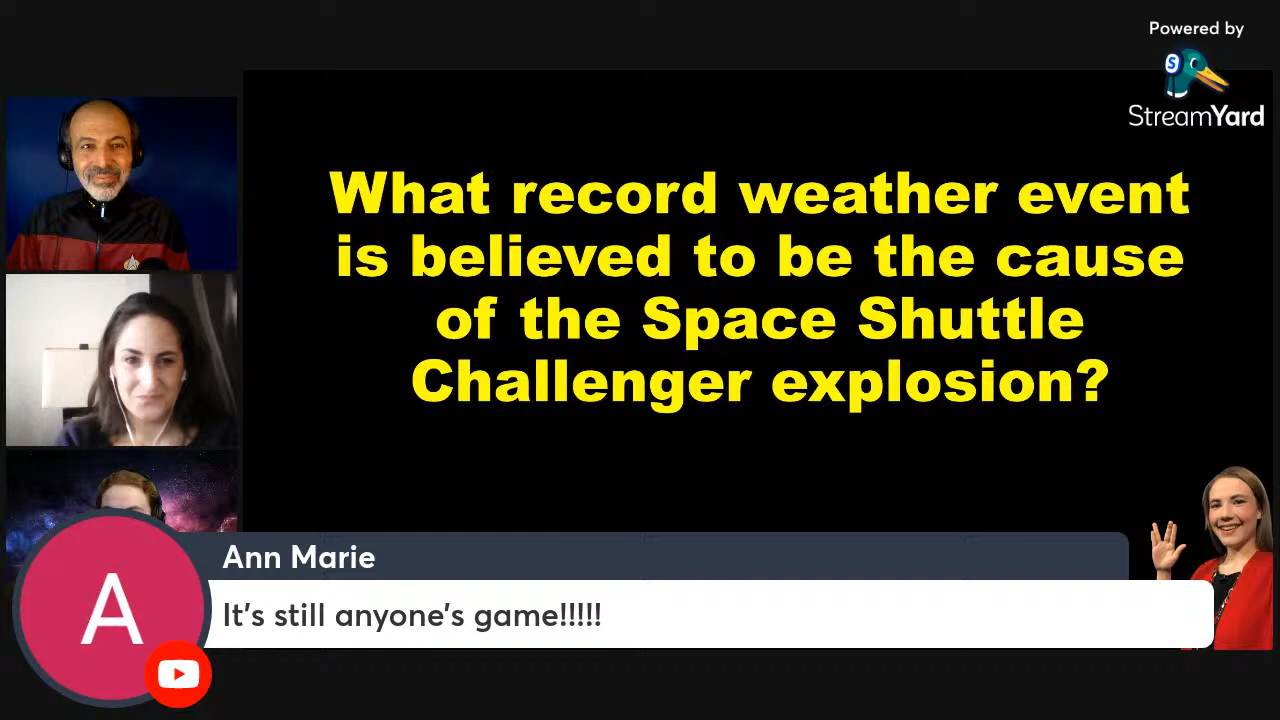 Powered by
S
StreamYard
What record weather event
is believed to be the cause
of the Space Shuttle
Challenger explosion?
A
Ann Marie
It's still anyone's game!!!!!